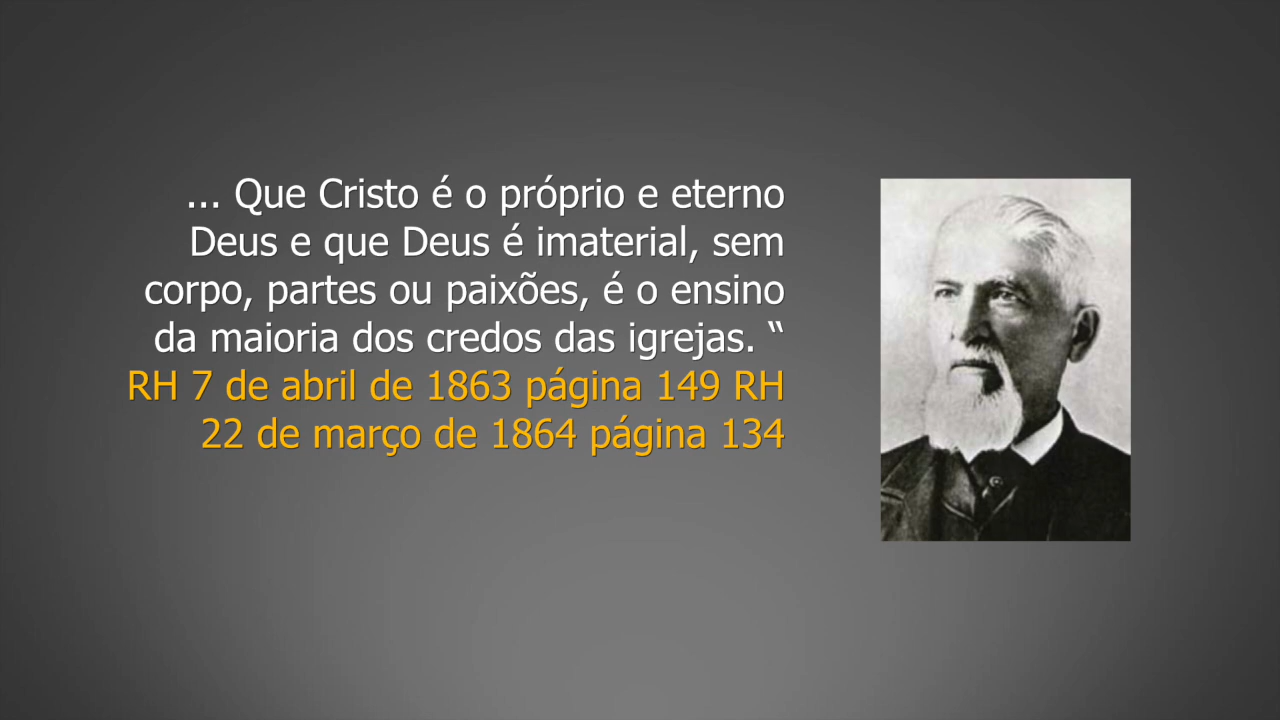 ... Que Cristo é o próprio e eterno
Deus e que Deus é imaterial, sem
corpo, partes ou paixões, é o ensino
da maioria dos credos das igrejas. “
RH 7 de abril de 1863 página 149 RH
22 de março de 1864 página 134